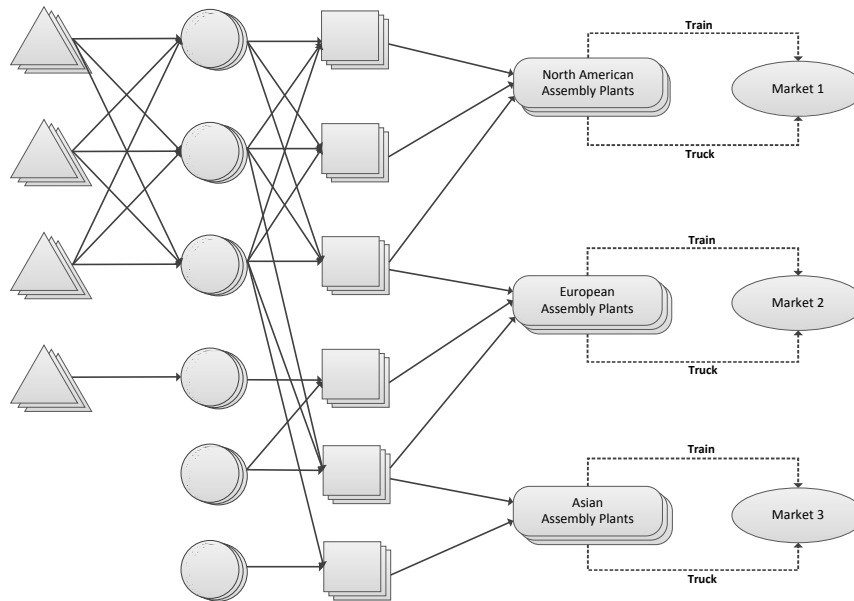 Train
North American
Assembly Plants
Market 1
Truck
Train
European
Assembly Plants
Market 2
Truck
Train
Asian
Assembly Plants
Market 3
Truck